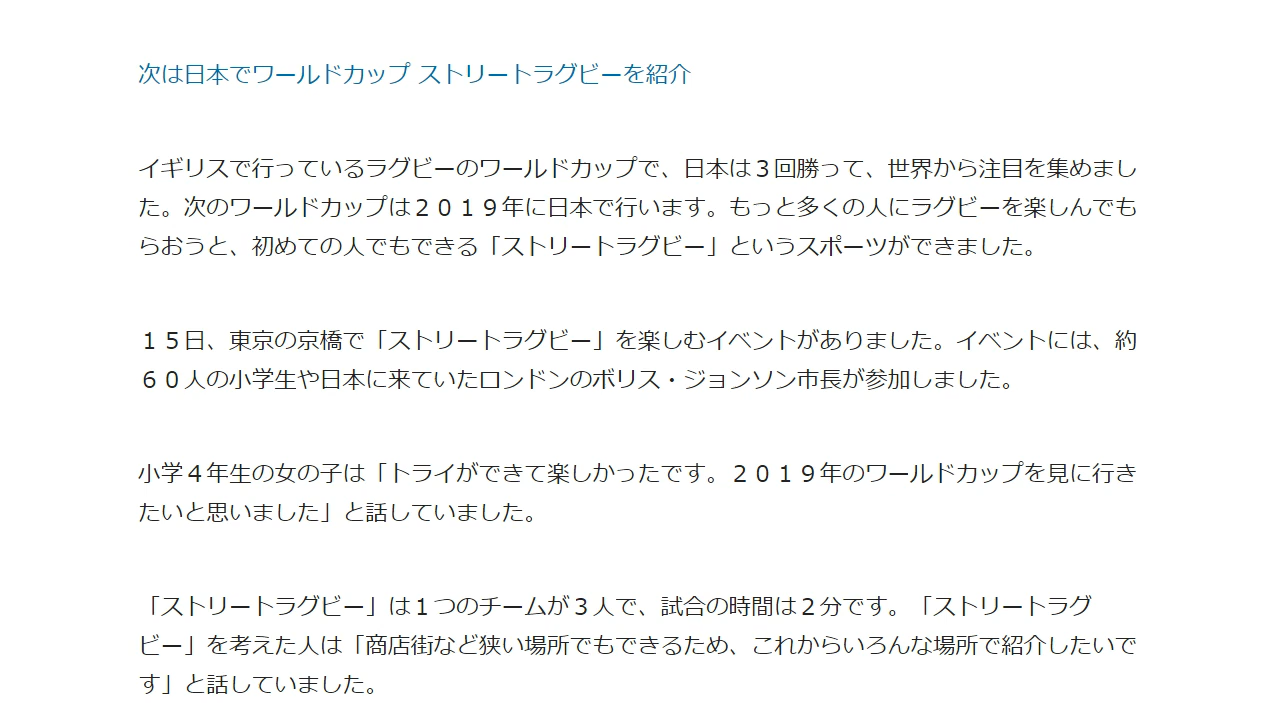 次は日本でワールドカップ ストリートラグビーを紹介
イギリスで行っているラグビーのワールドカップで、日本は３回勝って、世界から注目を集めまし
た。次のワールドカップは２０１９年に日本で行います。もっと多くの人にラグビーを楽しんでも
らおうと、初めての人でもできる「ストリートラグビー」というスポーツができました。
１５日、東京の京橋で「ストリートラグビー」を楽しむイベントがありました。イベントには、約
６０人の小学生や日本に来ていたロンドンのボリス・ジョンソン市長が参加しました。
小学４年生の女の子は「トライができて楽しかったです。２０１９年のワールドカップを見に行き
たいと思いました」と話していました。
「ストリートラグビー」は１つのチームが３人で、試合の時間は２分です。「ストリートラグ
ビー」を考えた人は「商店街など狭い場所でもできるため、これからいろんな場所で紹介したいで
す」と話していました。